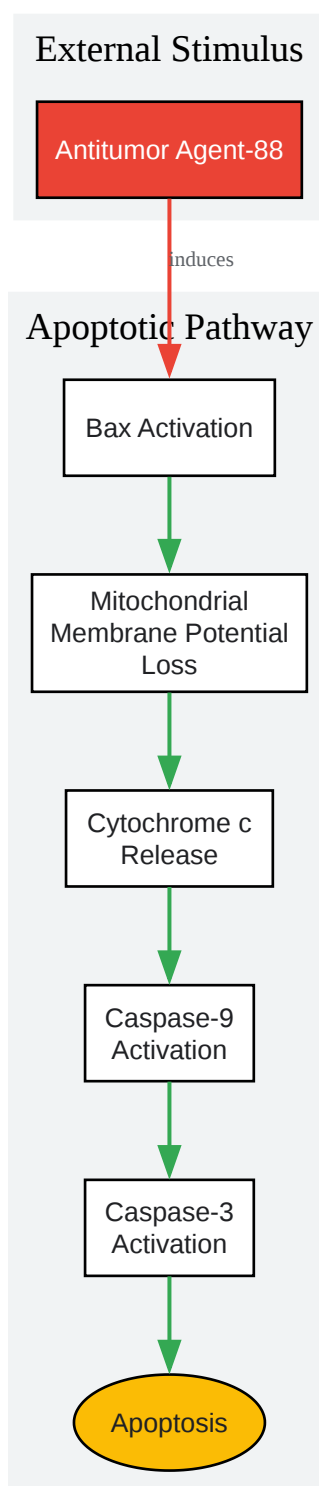 External Stimulus
Antitumor Agent-88
induces
Apoptotic Pathway
Bax Activation
Mitochondrial
Membrane Potential
Loss
Cytochrome c
Release
Caspase-9
Activation
Caspase-3
Activation
Apoptosis